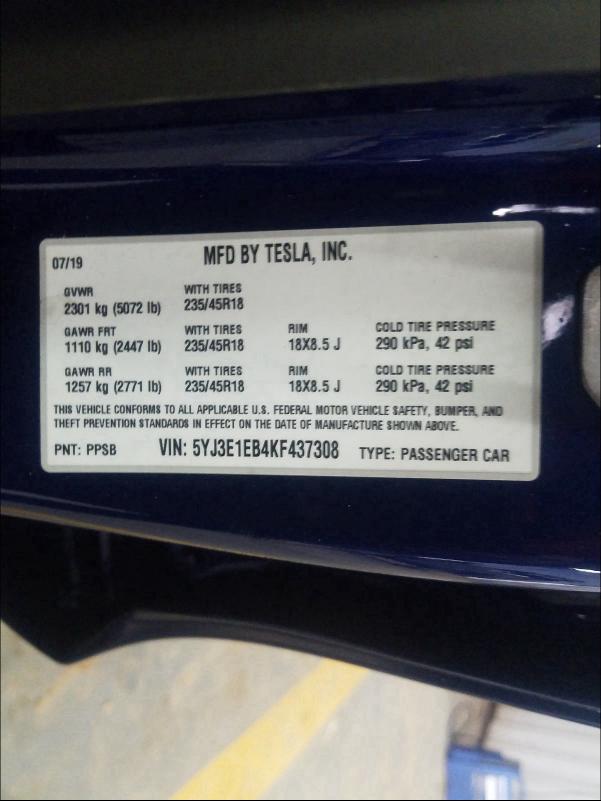 07/19 MFD BY TESLA, INC.
GVWR WITH TIRES
2301 kg (5072 lb) 235/45R18
GAWR FRT WITH TIRES RIM COLD TIRE PRESSURE
1110 kg (2447 lb) 235/45R18 18X8.5 J 290 kPa, 42 psi
GAWR RR WITH TIRES RIM COLD TIRE PRESSURE
1257 kg (2771 lb) 235/45R18 18X8.5 J 290 kPa, 42 psi
THIS VEHICLE CONFORMS TO ALL APPLICABLE U.S. FEDERAL MOTOR VEHICLE SAFETY, BUMPER, AND
THEFT PREVENTION STANDARDS IN EFFECT ON THE DATE OF MANUFACTURE SHOWN ABOVE.
PNT: PPSB VIN: 5YJ3E1EB4KF437308 TYPE: PASSENGER CAR